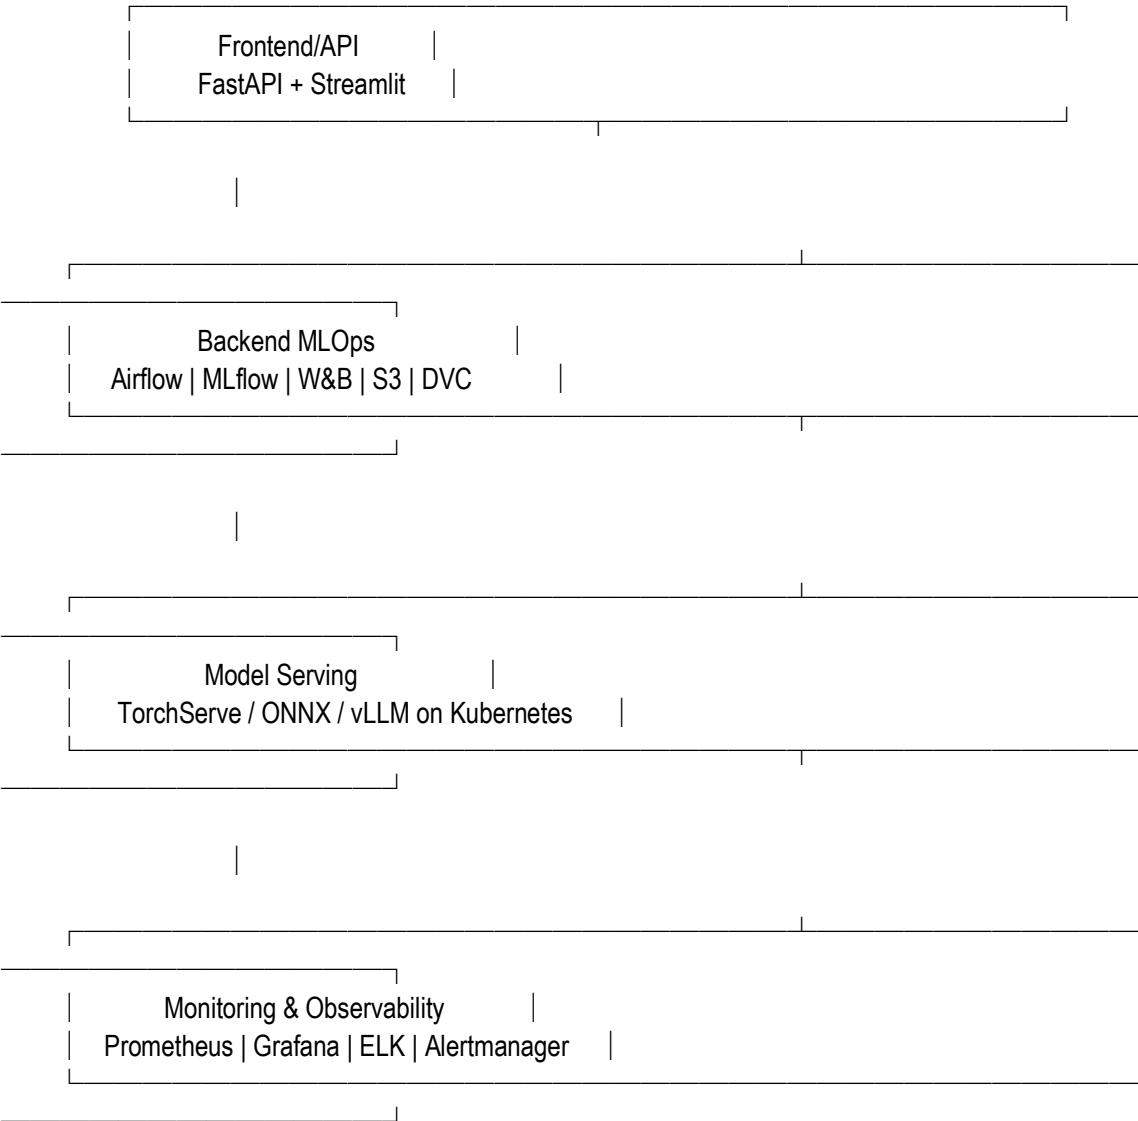 Frontend/API
FastAPI + Streamlit
Backend MLOps
Airflow | MLflow | W&B | S3 | DVC
Model Serving
TorchServe / ONNX / vLLM on Kubernetes
Monitoring & Observability
Prometheus | Grafana | ELK | Alertmanager